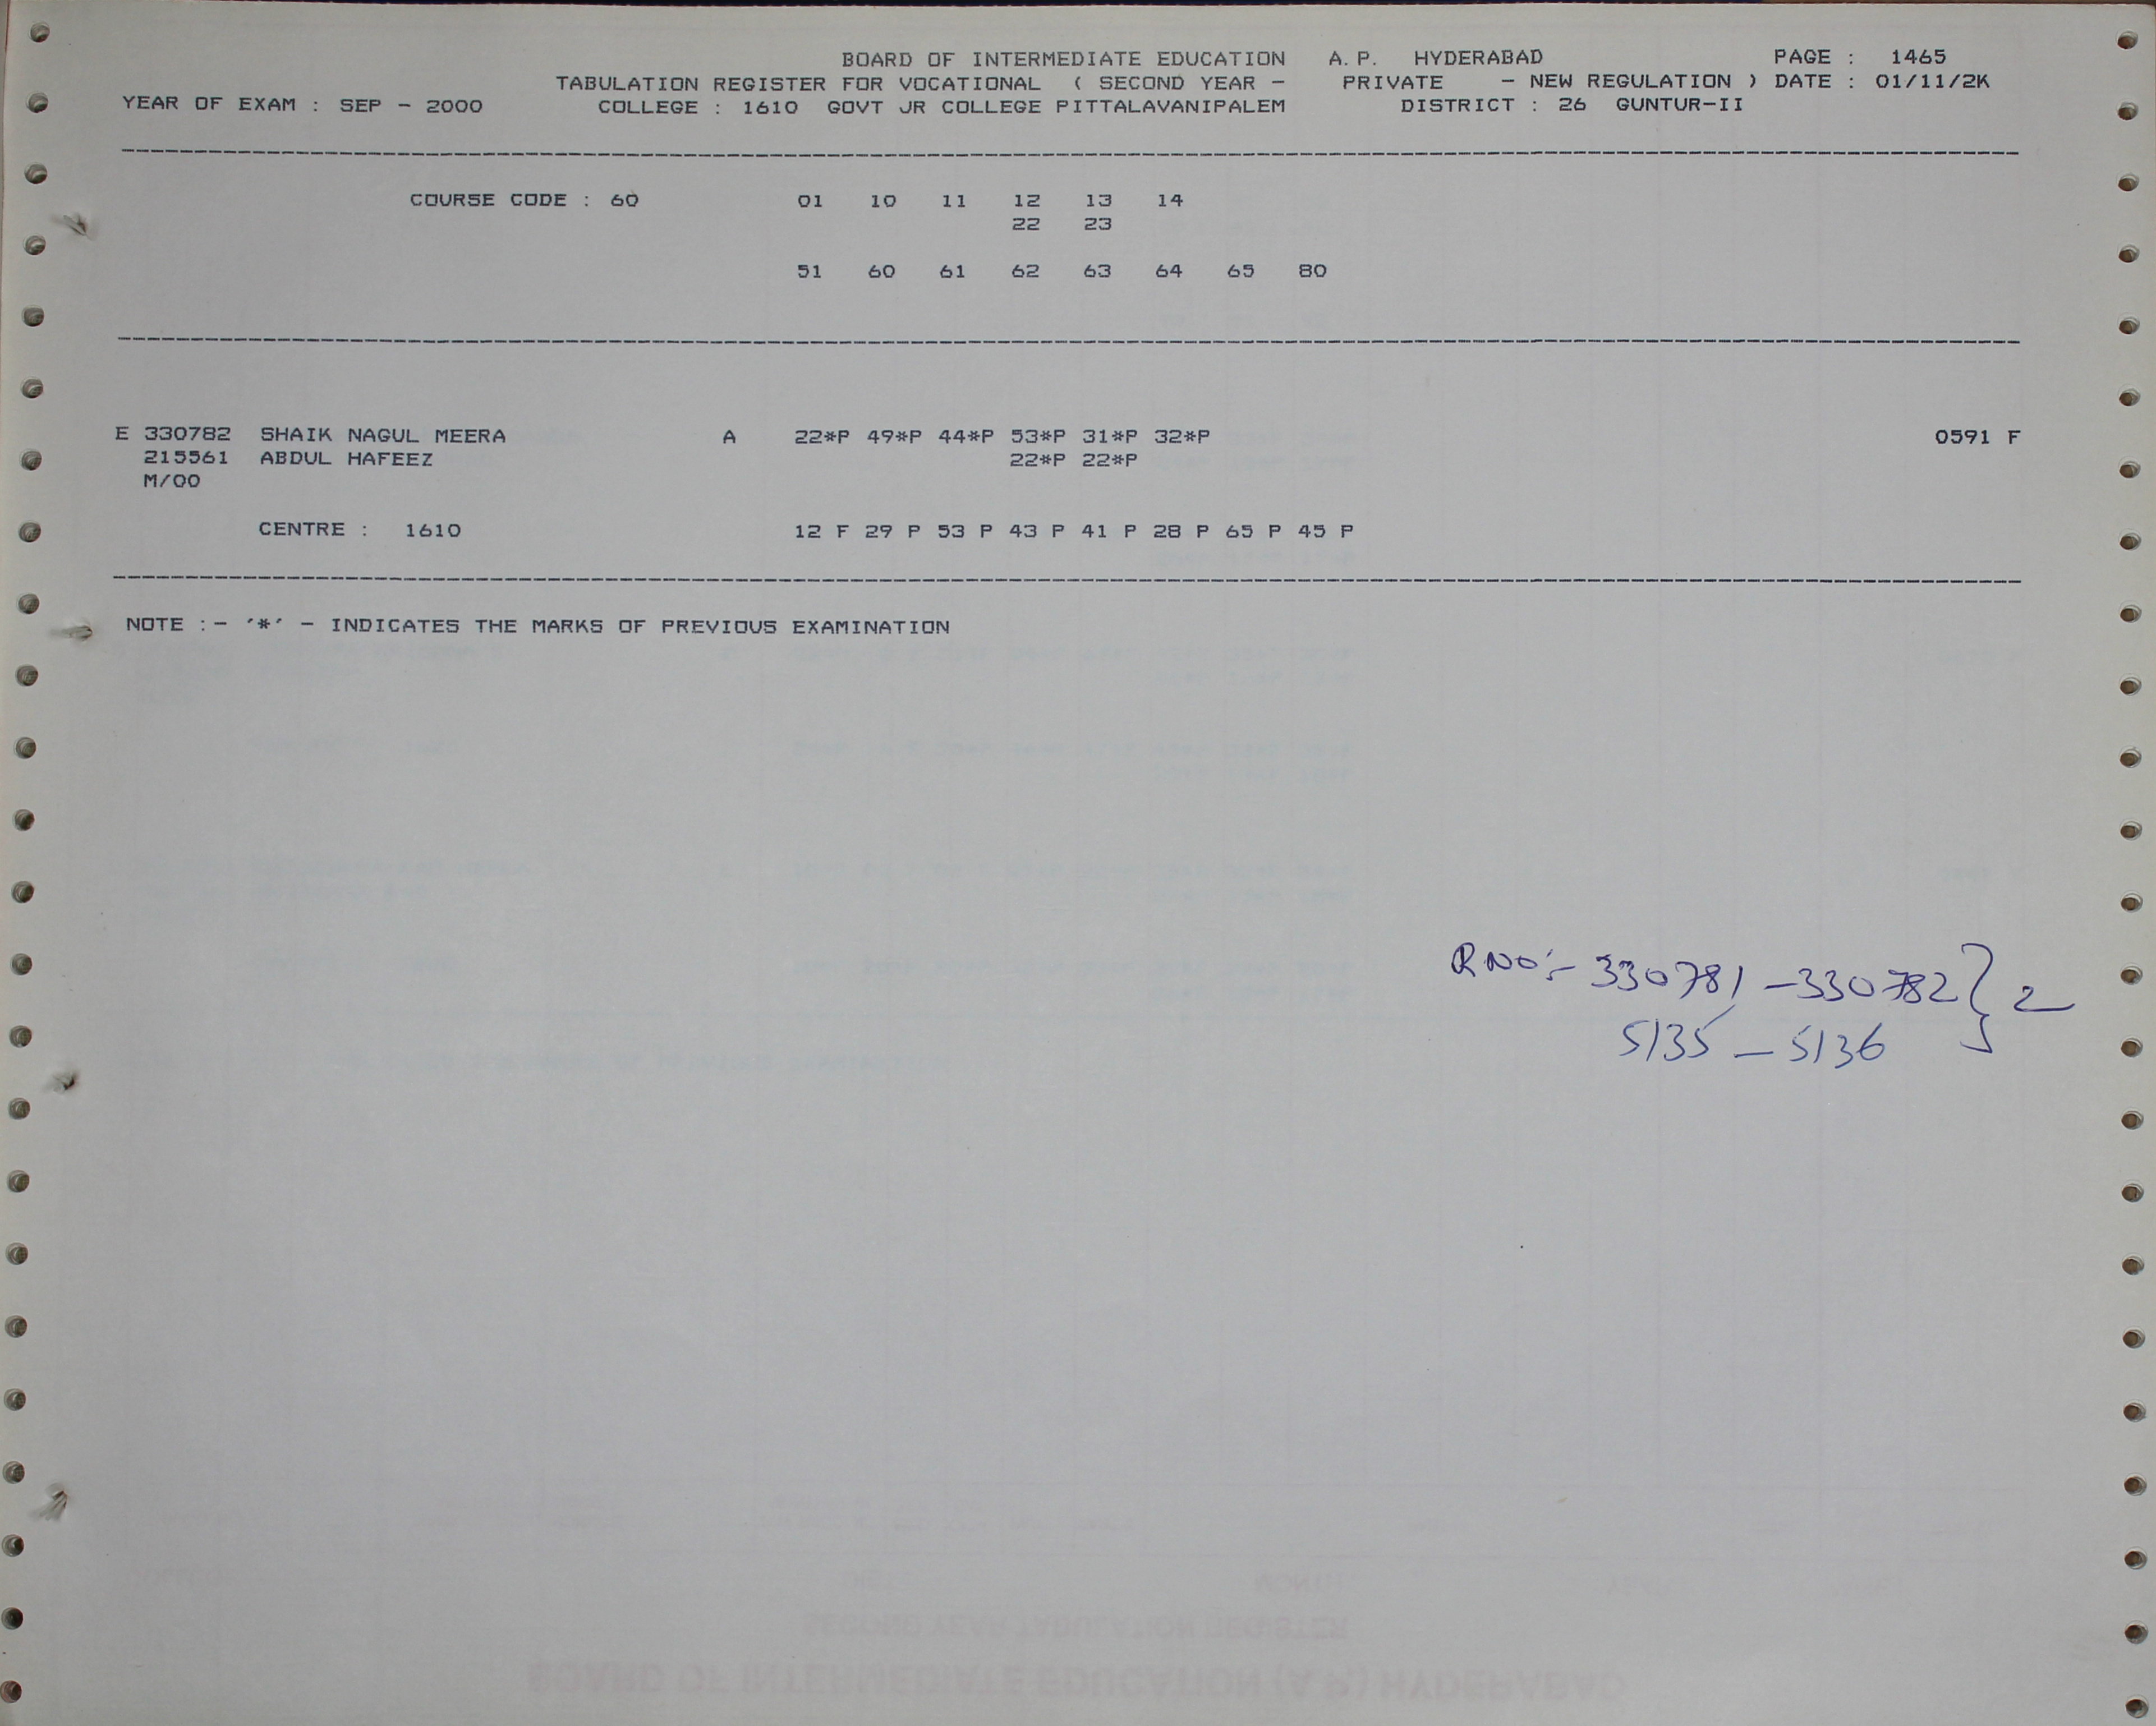 BOARD OF INTERMEDIATE EDUCATION A.P. HYDERABAD PAGE : 1465
TABULATION REGISTER FOR VOCATIONAL ( SECOND YEAR - PRIVATE - NEW REGULATION ) DATE : 01/11/2K
YEAR OF EXAM : SEP - 2000 COLLEGE : 1610 GOVT JR COLLEGE PITTALAVANIPALEM DISTRICT : 26 GUNTUR-II
COURSE CODE : 60 01 10 11 12 13 14
22 23
51 60 61 62 63 64 65 80
E 330782 SHAIK NAGUL MEERA A 22*P 49*P 44*P 53*P 31*P 32*P 0591 F
215561 ABDUL HAFEEZ 22*P 22*P
M/00
CENTRE : 1610 12 F 29 P 53 P 43 P 41 P 28 P 65 P 45 P
NOTE :- '*' - INDICATES THE MARKS OF PREVIOUS EXAMINATION
RNO:- 330781 - 330782 } 2
5135 - 5136